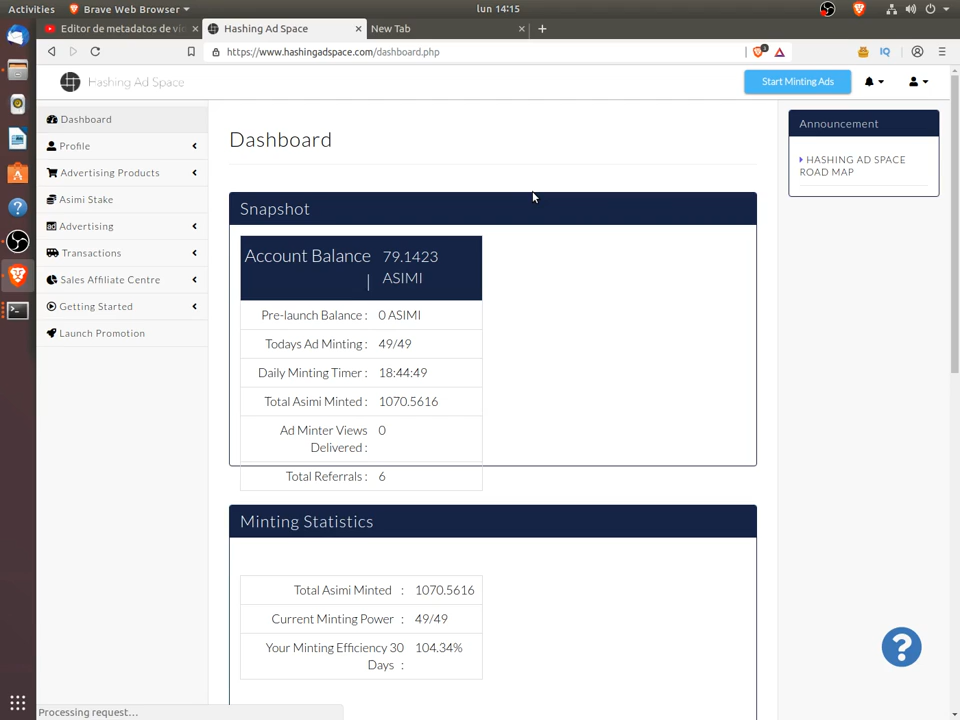 Activities
Brave Web Browser
lun 14:15
Editor de metadatos de ví
Hashing Ad Space
New Tab
https://www.hashingadspace.com/dashboard.php
IQ
Hashing Ad Space
Start Minting Ads
Dashboard
Profile
Advertising Products
Asimi Stake
Advertising
Transactions
Sales Affiliate Centre
Getting Started
Launch Promotion
Dashboard
Snapshot
Account Balance | 79.1423
ASIMI
Pre-launch Balance : 0 ASIMI
Todays Ad Minting : 49/49
Daily Minting Timer : 18:44:49
Total Asimi Minted : 1070.5616
Ad Minter Views 0
Delivered :
Total Referrals : 6
Minting Statistics
Total Asimi Minted : 1070.5616
Current Minting Power : 49/49
Your Minting Efficiency 30 104.34%
Days :
Announcement
HASHING AD SPACE
ROAD MAP
?
Processing request...